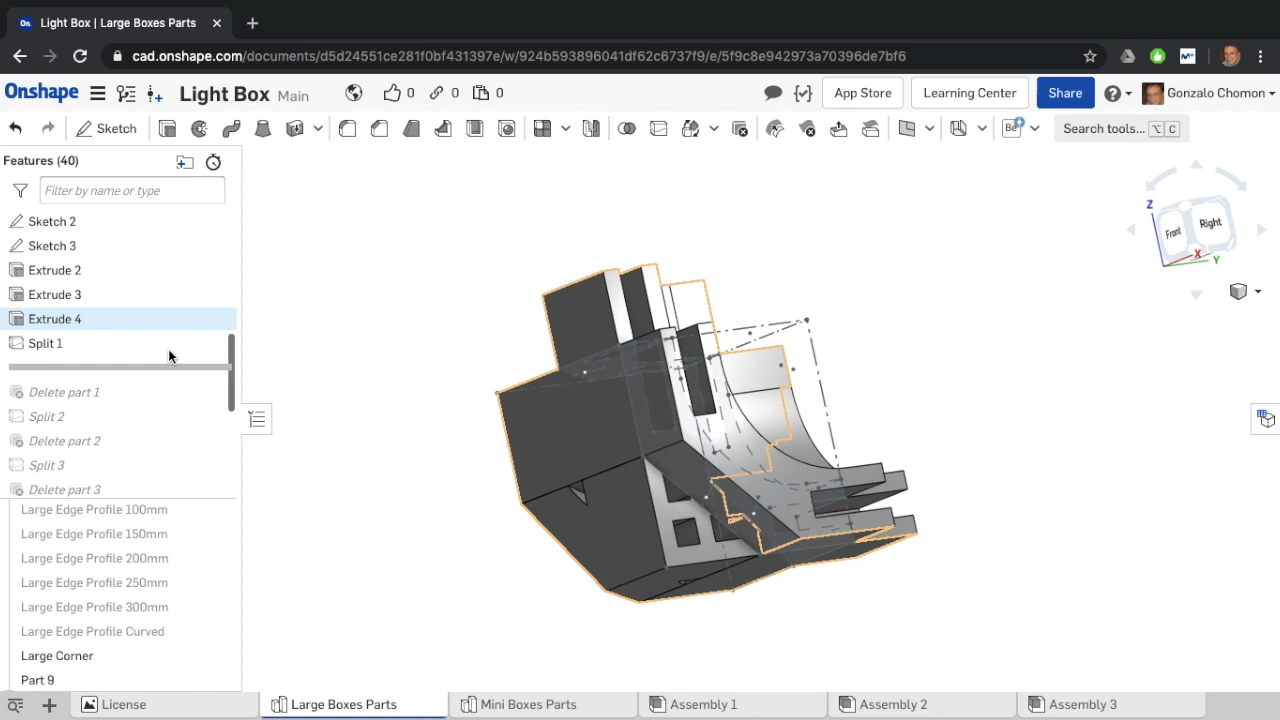 Light Box | Large Boxes Parts
cad.onshape.com/documents/d5d24551ce281f0bf431397e/w/924b593896041df62c6737f9/e/5f9c8e942973a70396de7bf6
Onshape Light Box Main 0 0 0 App Store Learning Center Share Gonzalo Chomon
Sketch Search tools... ⌥ C
Features (40)
Filter by name or type
Sketch 2
Sketch 3
Extrude 2
Extrude 3
Extrude 4
Split 1
Delete part 1
Split 2
Delete part 2
Split 3
Delete part 3
Large Edge Profile 100mm
Large Edge Profile 150mm
Large Edge Profile 200mm
Large Edge Profile 250mm
Large Edge Profile 300mm
Large Edge Profile Curved
Large Corner
Part 9
Z
Front Right
X
Y
License Large Boxes Parts Mini Boxes Parts Assembly 1 Assembly 2 Assembly 3